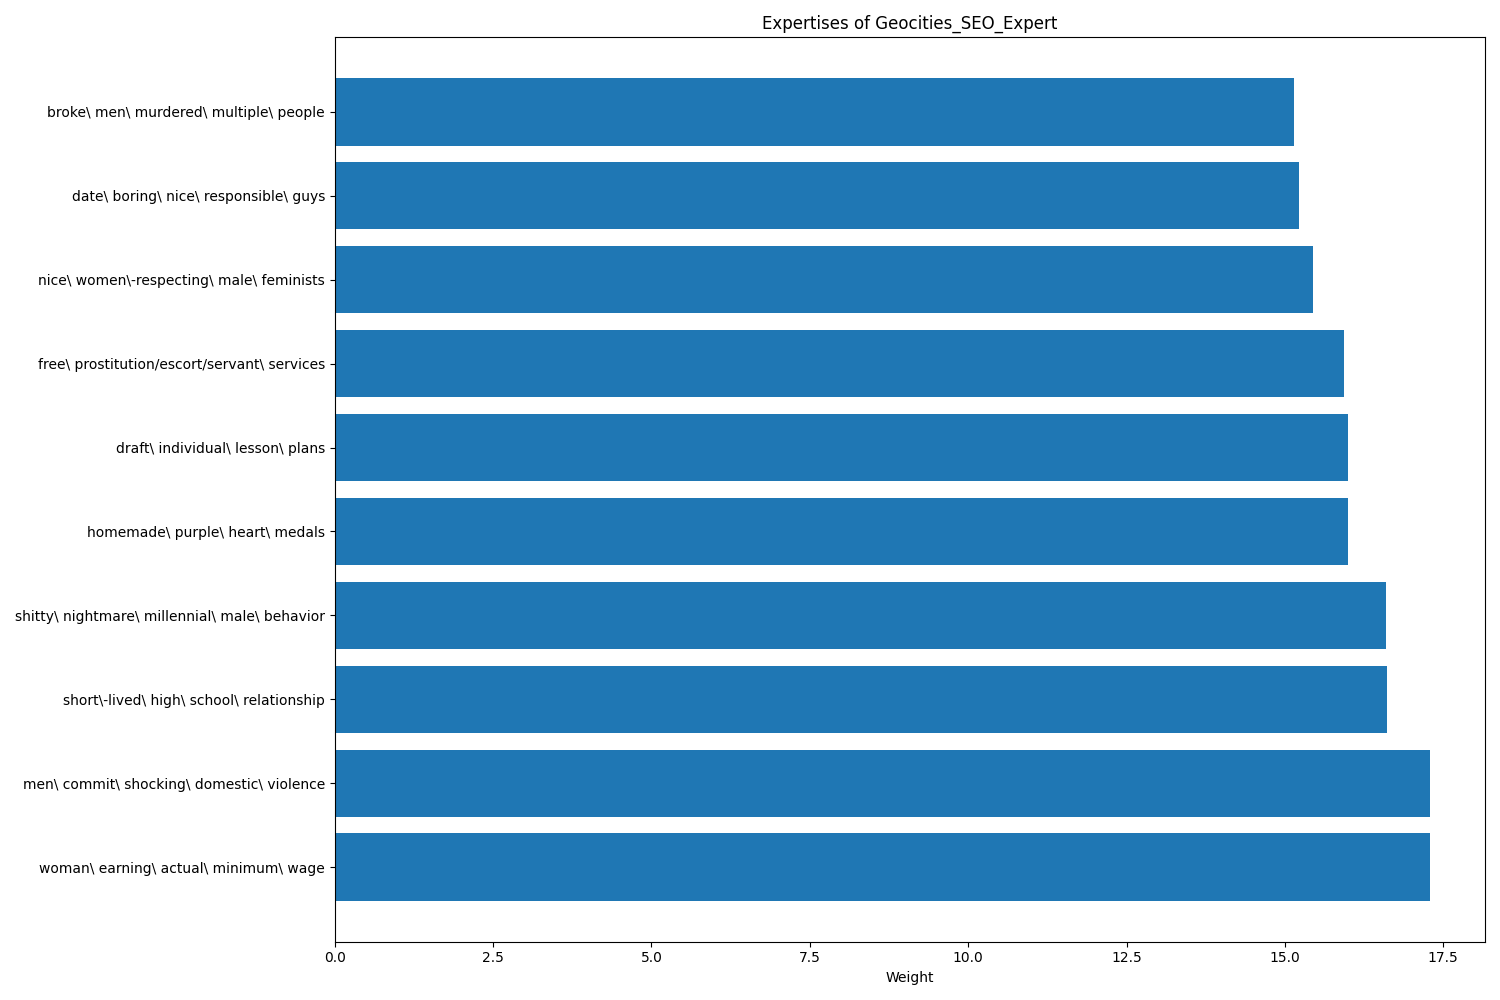 Expertises of Geocities_SEO_Expert
broke\ men\ murdered\ multiple\ people
date\ boring\ nice\ responsible\ guys
nice\ women\-respecting\ male\ feminists
free\ prostitution/escort/servant\ services
draft\ individual\ lesson\ plans
homemade\ purple\ heart\ medals
shitty\ nightmare\ millennial\ male\ behavior
short\-lived\ high\ school\ relationship
men\ commit\ shocking\ domestic\ violence
woman\ earning\ actual\ minimum\ wage
0.0 2.5 5.0 7.5 10.0 12.5 15.0 17.5
Weight